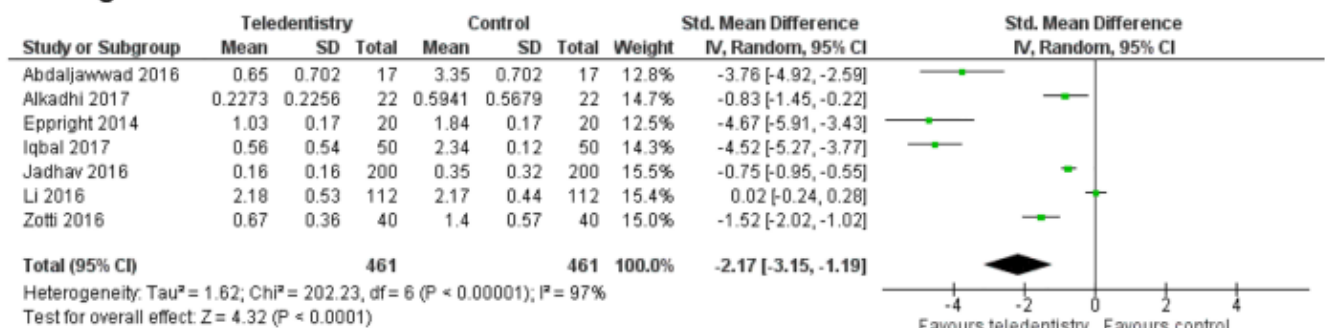 Teledentistry Control Std. Mean Difference Std. Mean Difference
Study or Subgroup Mean SD Total Mean SD Total Weight IV, Random, 95% CI IV, Random, 95% CI
Abdaljawwad 2016 0.65 0.702 17 3.35 0.702 17 12.8% -3.76 [-4.92, -2.59]
Alkadhi 2017 0.2273 0.2256 22 0.5941 0.5679 22 14.7% -0.83 [-1.45, -0.22]
Eppright 2014 1.03 0.17 20 1.84 0.17 20 12.5% -4.67 [-5.91, -3.43]
Iqbal 2017 0.56 0.54 50 2.34 0.12 50 14.3% -4.52 [-5.27, -3.77]
Jadhav 2016 0.16 0.16 200 0.35 0.32 200 15.5% -0.75 [-0.95, -0.55]
Li 2016 2.18 0.53 112 2.17 0.44 112 15.4% 0.02 [-0.24, 0.28]
Zotti 2016 0.67 0.36 40 1.4 0.57 40 15.0% -1.52 [-2.02, -1.02]
Total (95% CI) 461 461 100.0% -2.17 [-3.15, -1.19]
Heterogeneity: Tau² = 1.62; Chi² = 202.23, df = 6 (P < 0.00001); I² = 97%
Test for overall effect: Z = 4.32 (P < 0.0001)
-4 -2 0 2 4
Favours teledentistry Favours control